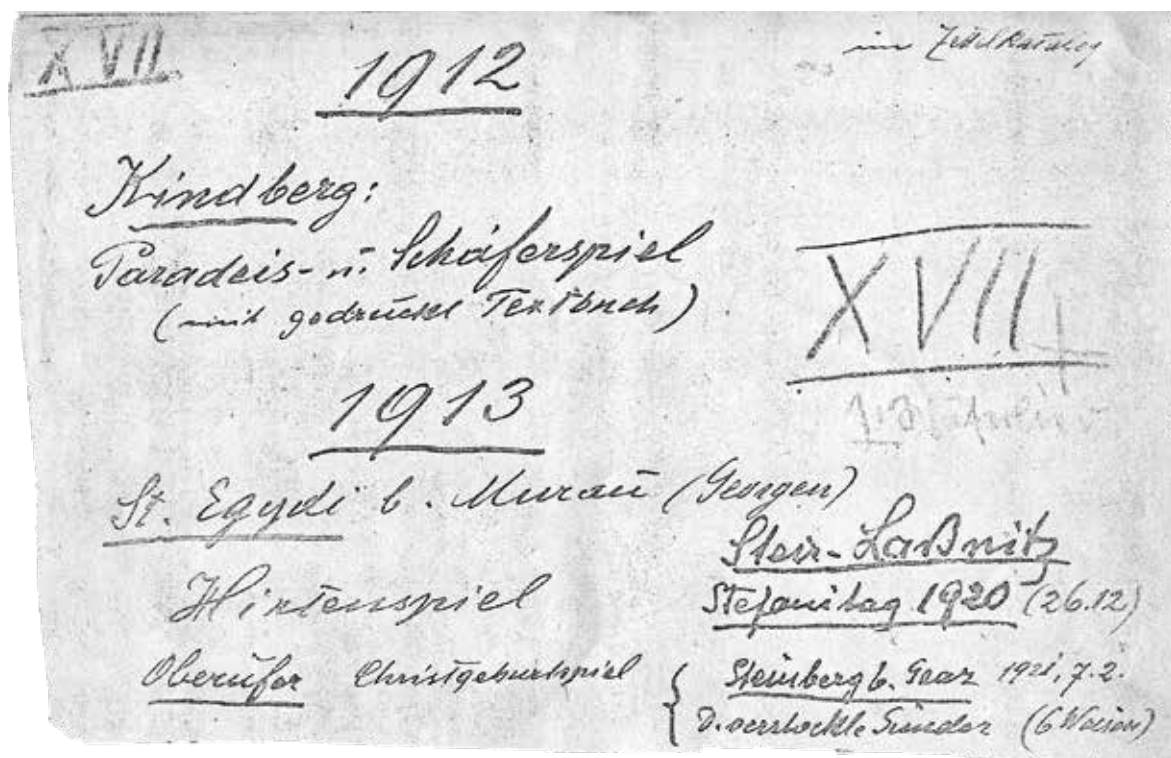 XVII
im Zettelkatalog
1912
Kindberg:
Paradeis- u. Schäferspiel
(mit gedruckt Textbuch)
XVII
1913
St. Egydi b. Murau (Georgen)
Steir-Laßnitz
Hirtenspiel
Stefanitag 1920 (26.12)
Oberufer Christgeburtspiel
Steinberg b. Graz 1921, 7.2.
D. verstockte Sünder (6 Weisen)